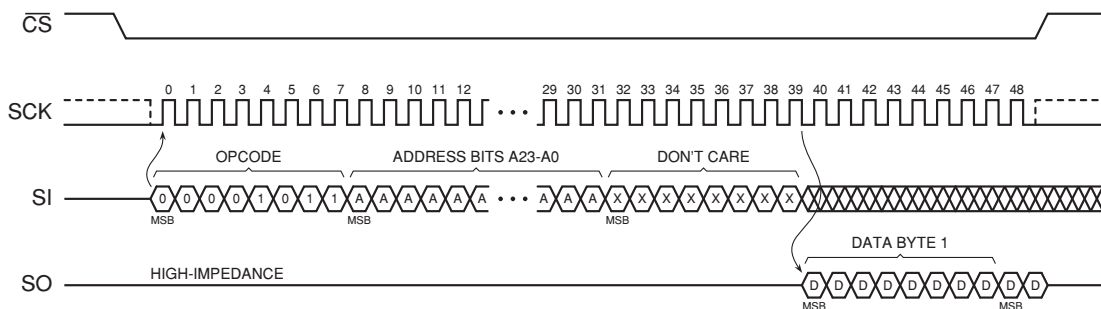 CS
0 1 2 3 4 5 6 7 8 9 10 11 12 29 30 31 32 33 34 35 36 37 38 39 40 41 42 43 44 45 46 47 48
SCK
OPCODE ADDRESS BITS A23-A0 DON'T CARE
SI 0 0 0 0 1 0 1 1 A A A A A A A A A X X X X X X X X
MSB MSB MSB
DATA BYTE 1
HIGH-IMPEDANCE
SO D D D D D D D D D D
MSB MSB